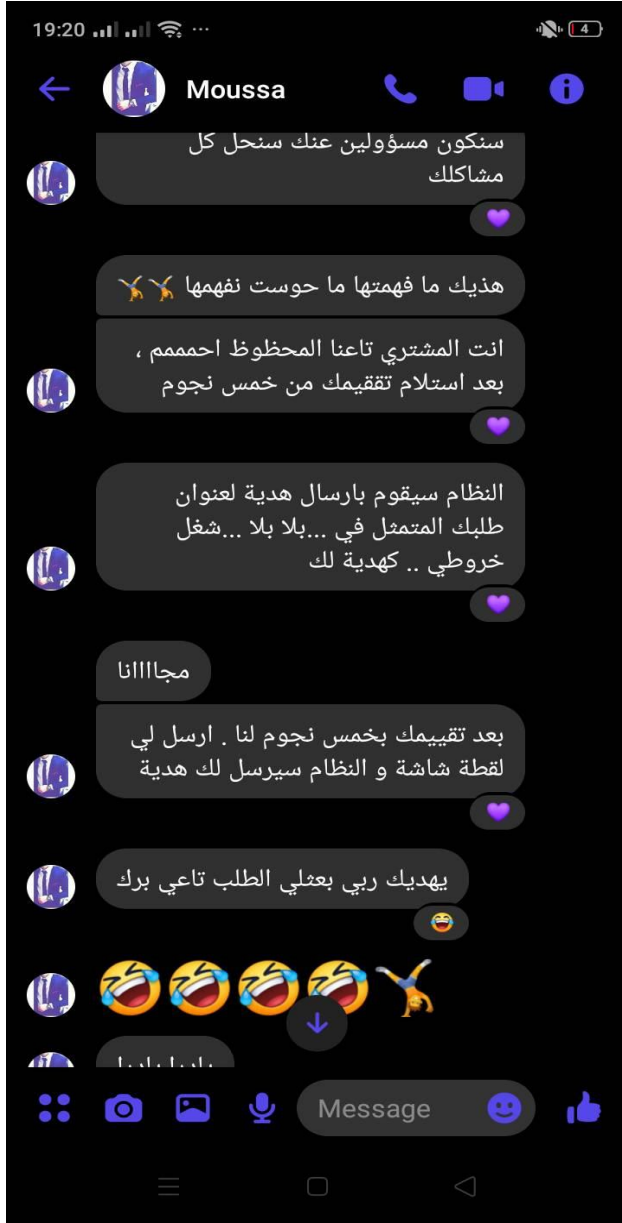 19:20
4
Moussa
سنكون مسؤولين عنك سنحل كل
مشاكلك
هذيك ما فهمتها ما حوست نفهمها
انت المشتري تاعنا المحظوظ احمممم ،
بعد استلام تققيمك من خمس نجوم
النظام سيقوم بارسال هدية لعنوان
طلبك المتمثل في ...بلا بلا ...شغل
خروطي .. كهدية لك
مجااااانا
بعد تقييمك بخمس نجوم لنا . ارسل لي
لقطة شاشة و النظام سيرسل لك هدية
يهديك ربي بعثلي الطلب تاعي برك
Message